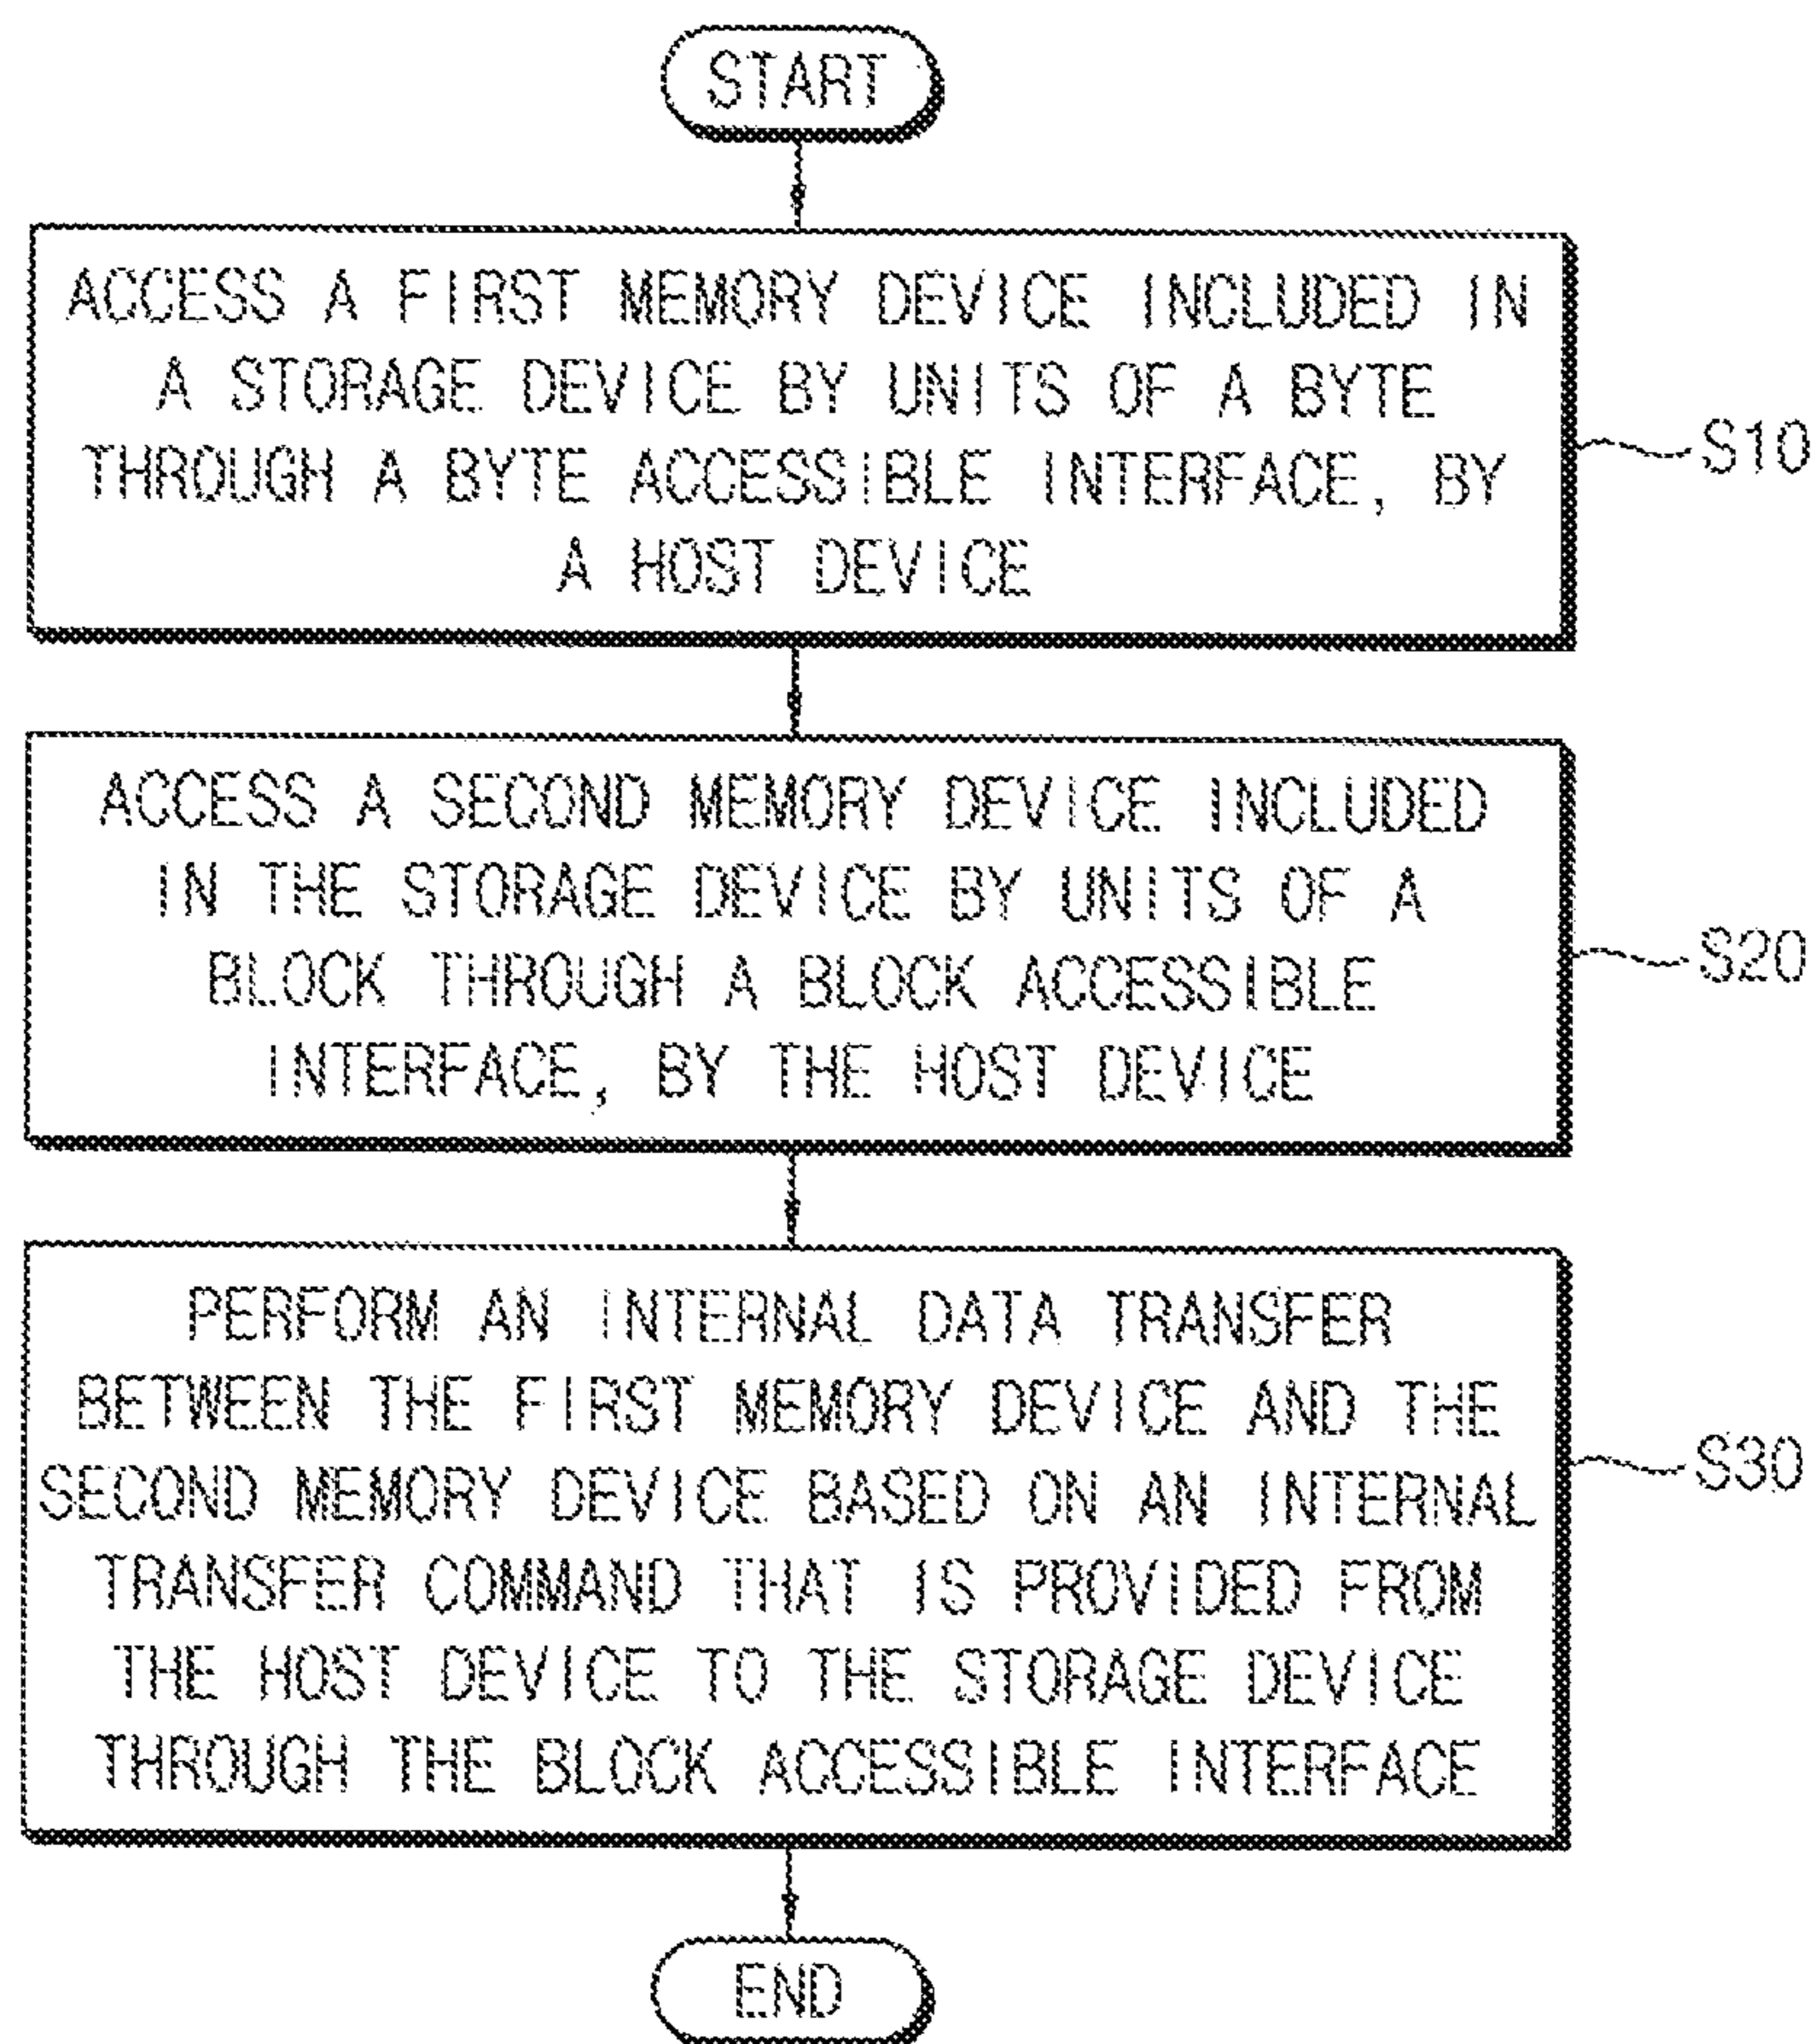 START
ACCESS A FIRST MEMORY DEVICE INCLUDED IN
A STORAGE DEVICE BY UNITS OF A BYTE
THROUGH A BYTE ACCESSIBLE INTERFACE, BY
A HOST DEVICE
S10
ACCESS A SECOND MEMORY DEVICE INCLUDED
IN THE STORAGE DEVICE BY UNITS OF A
BLOCK THROUGH A BLOCK ACCESSIBLE
INTERFACE, BY THE HOST DEVICE
S20
PERFORM AN INTERNAL DATA TRANSFER
BETWEEN THE FIRST MEMORY DEVICE AND THE
SECOND MEMORY DEVICE BASED ON AN INTERNAL
TRANSFER COMMAND THAT IS PROVIDED FROM
THE HOST DEVICE TO THE STORAGE DEVICE
THROUGH THE BLOCK ACCESSIBLE INTERFACE
S30
END